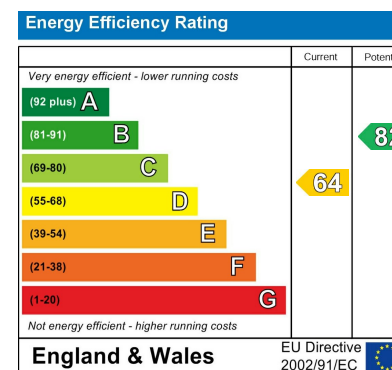 Energy Efficiency Rating
Current
Very energy efficient - lower running costs
(92 plus) A
(81-91) B
(69-80) C
64
(55-68) D
(39-54) E
(21-38) F
(1-20) G
Not energy efficient - higher running costs
England & Wales
EU Directive
2002/91/EC